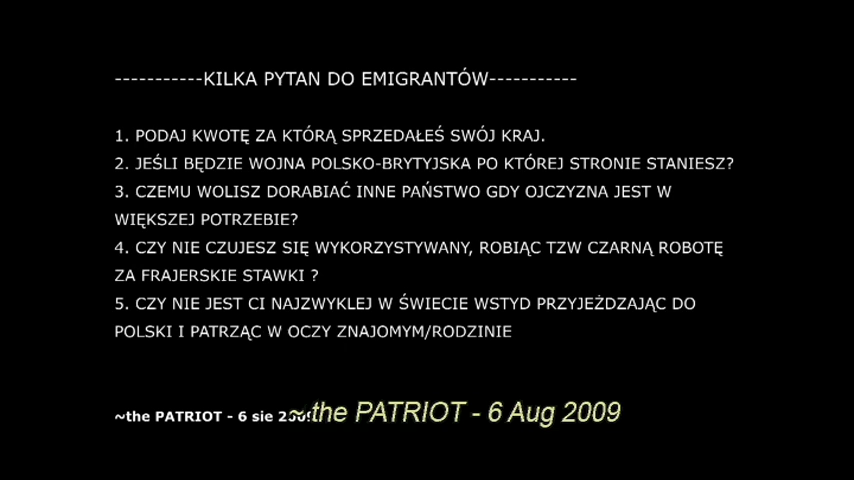 -----------KILKA PYTAN DO EMIGRANTÓW-----------
1. PODAJ KWOTĘ ZA KTÓRĄ SPRZEDAŁEŚ SWÓJ KRAJ.
2. JEŚLI BĘDZIE WOJNA POLSKO-BRYTYJSKA PO KTÓREJ STRONIE STANIESZ?
3. CZEMU WOLISZ DORABIAĆ INNE PAŃSTWO GDY OJCZYZNA JEST W
WIĘKSZEJ POTRZEBIE?
4. CZY NIE CZUJESZ SIĘ WYKORZYSTYWANY, ROBIĄC TZW CZARNĄ ROBOTĘ
ZA FRAJERSKIE STAWKI ?
5. CZY NIE JEST CI NAJZWYKLEJ W ŚWIECIE WSTYD PRZYJEŻDZAJĄC DO
POLSKI I PATRZĄC W OCZY ZNAJOMYM/RODZINIE
~the PATRIOT - 6 sie 2009
~the PATRIOT - 6 Aug 2009